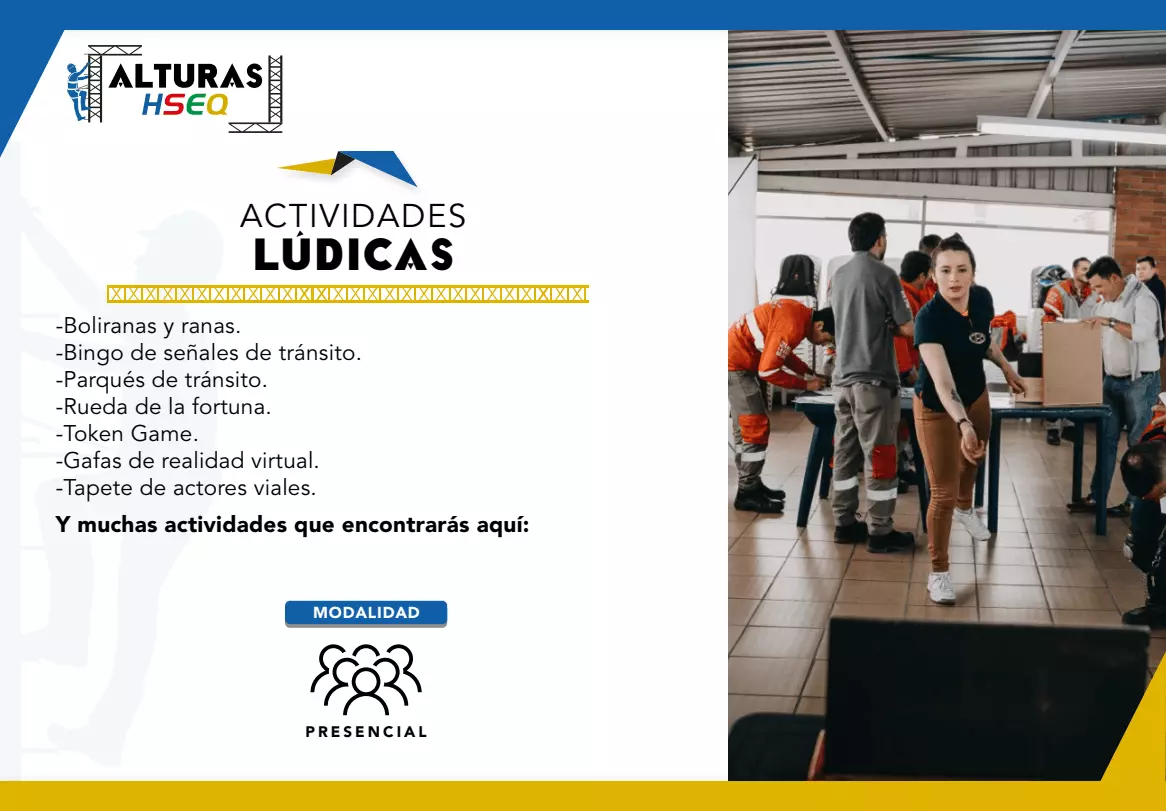 ALTURAS
HSEQ
ACTIVIDADES
LÚDICAS
-Boliranas y ranas.
-Bingo de señales de tránsito.
-Parqués de tránsito.
-Rueda de la fortuna.
-Token Game.
-Gafas de realidad virtual.
-Tapete de actores viales.
Y muchas actividades que encontrarás aquí:
MODALIDAD
PRESENCIAL